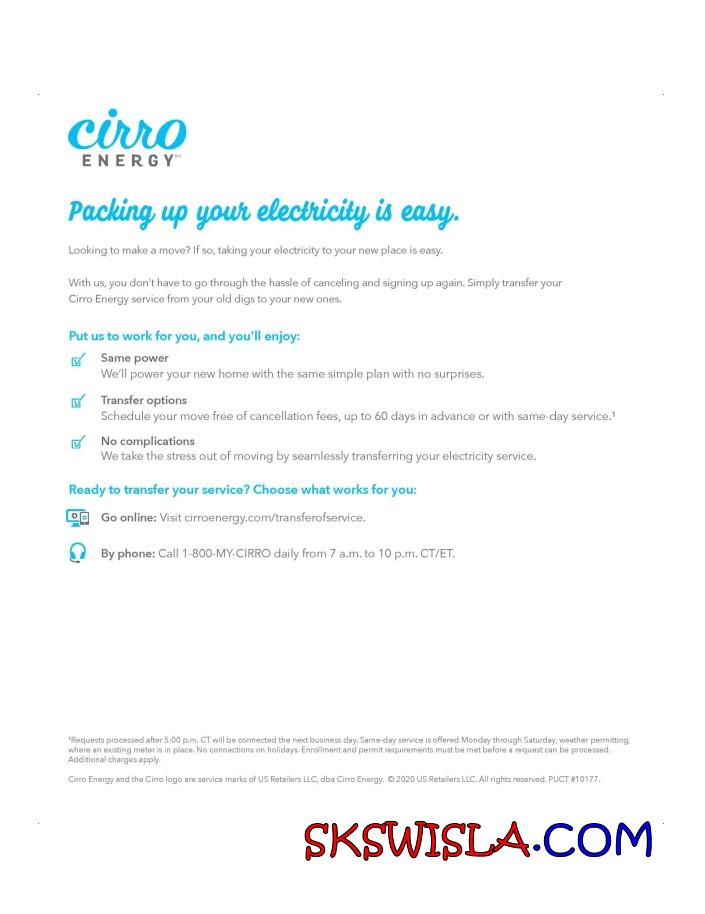 cirro
ENERGY℠
Packing up your electricity is easy.
Looking to make a move? If so, taking your electricity to your new place is easy.
With us, you don't have to go through the hassle of canceling and signing up again. Simply transfer your
Cirro Energy service from your old digs to your new ones.
Put us to work for you, and you'll enjoy:
Same power
We'll power your new home with the same simple plan with no surprises.
Transfer options
Schedule your move free of cancellation fees, up to 60 days in advance or with same-day service.¹
No complications
We take the stress out of moving by seamlessly transferring your electricity service.
Ready to transfer your service? Choose what works for you:
Go online: Visit cirroenergy.com/transferofservice.
By phone: Call 1-800-MY-CIRRO daily from 7 a.m. to 10 p.m. CT/ET.
¹Requests processed after 5:00 p.m. CT will be connected the next business day. Same-day service is offered Monday through Saturday, weather permitting,
where an existing meter is in place. No connections on holidays. Enrollment and permit requirements must be met before a request can be processed.
Additional charges apply.
Cirro Energy and the Cirro logo are service marks of US Retailers LLC, dba Cirro Energy. © 2020 US Retailers LLC. All rights reserved. PUCT #10177.
SKSWISLA.COM